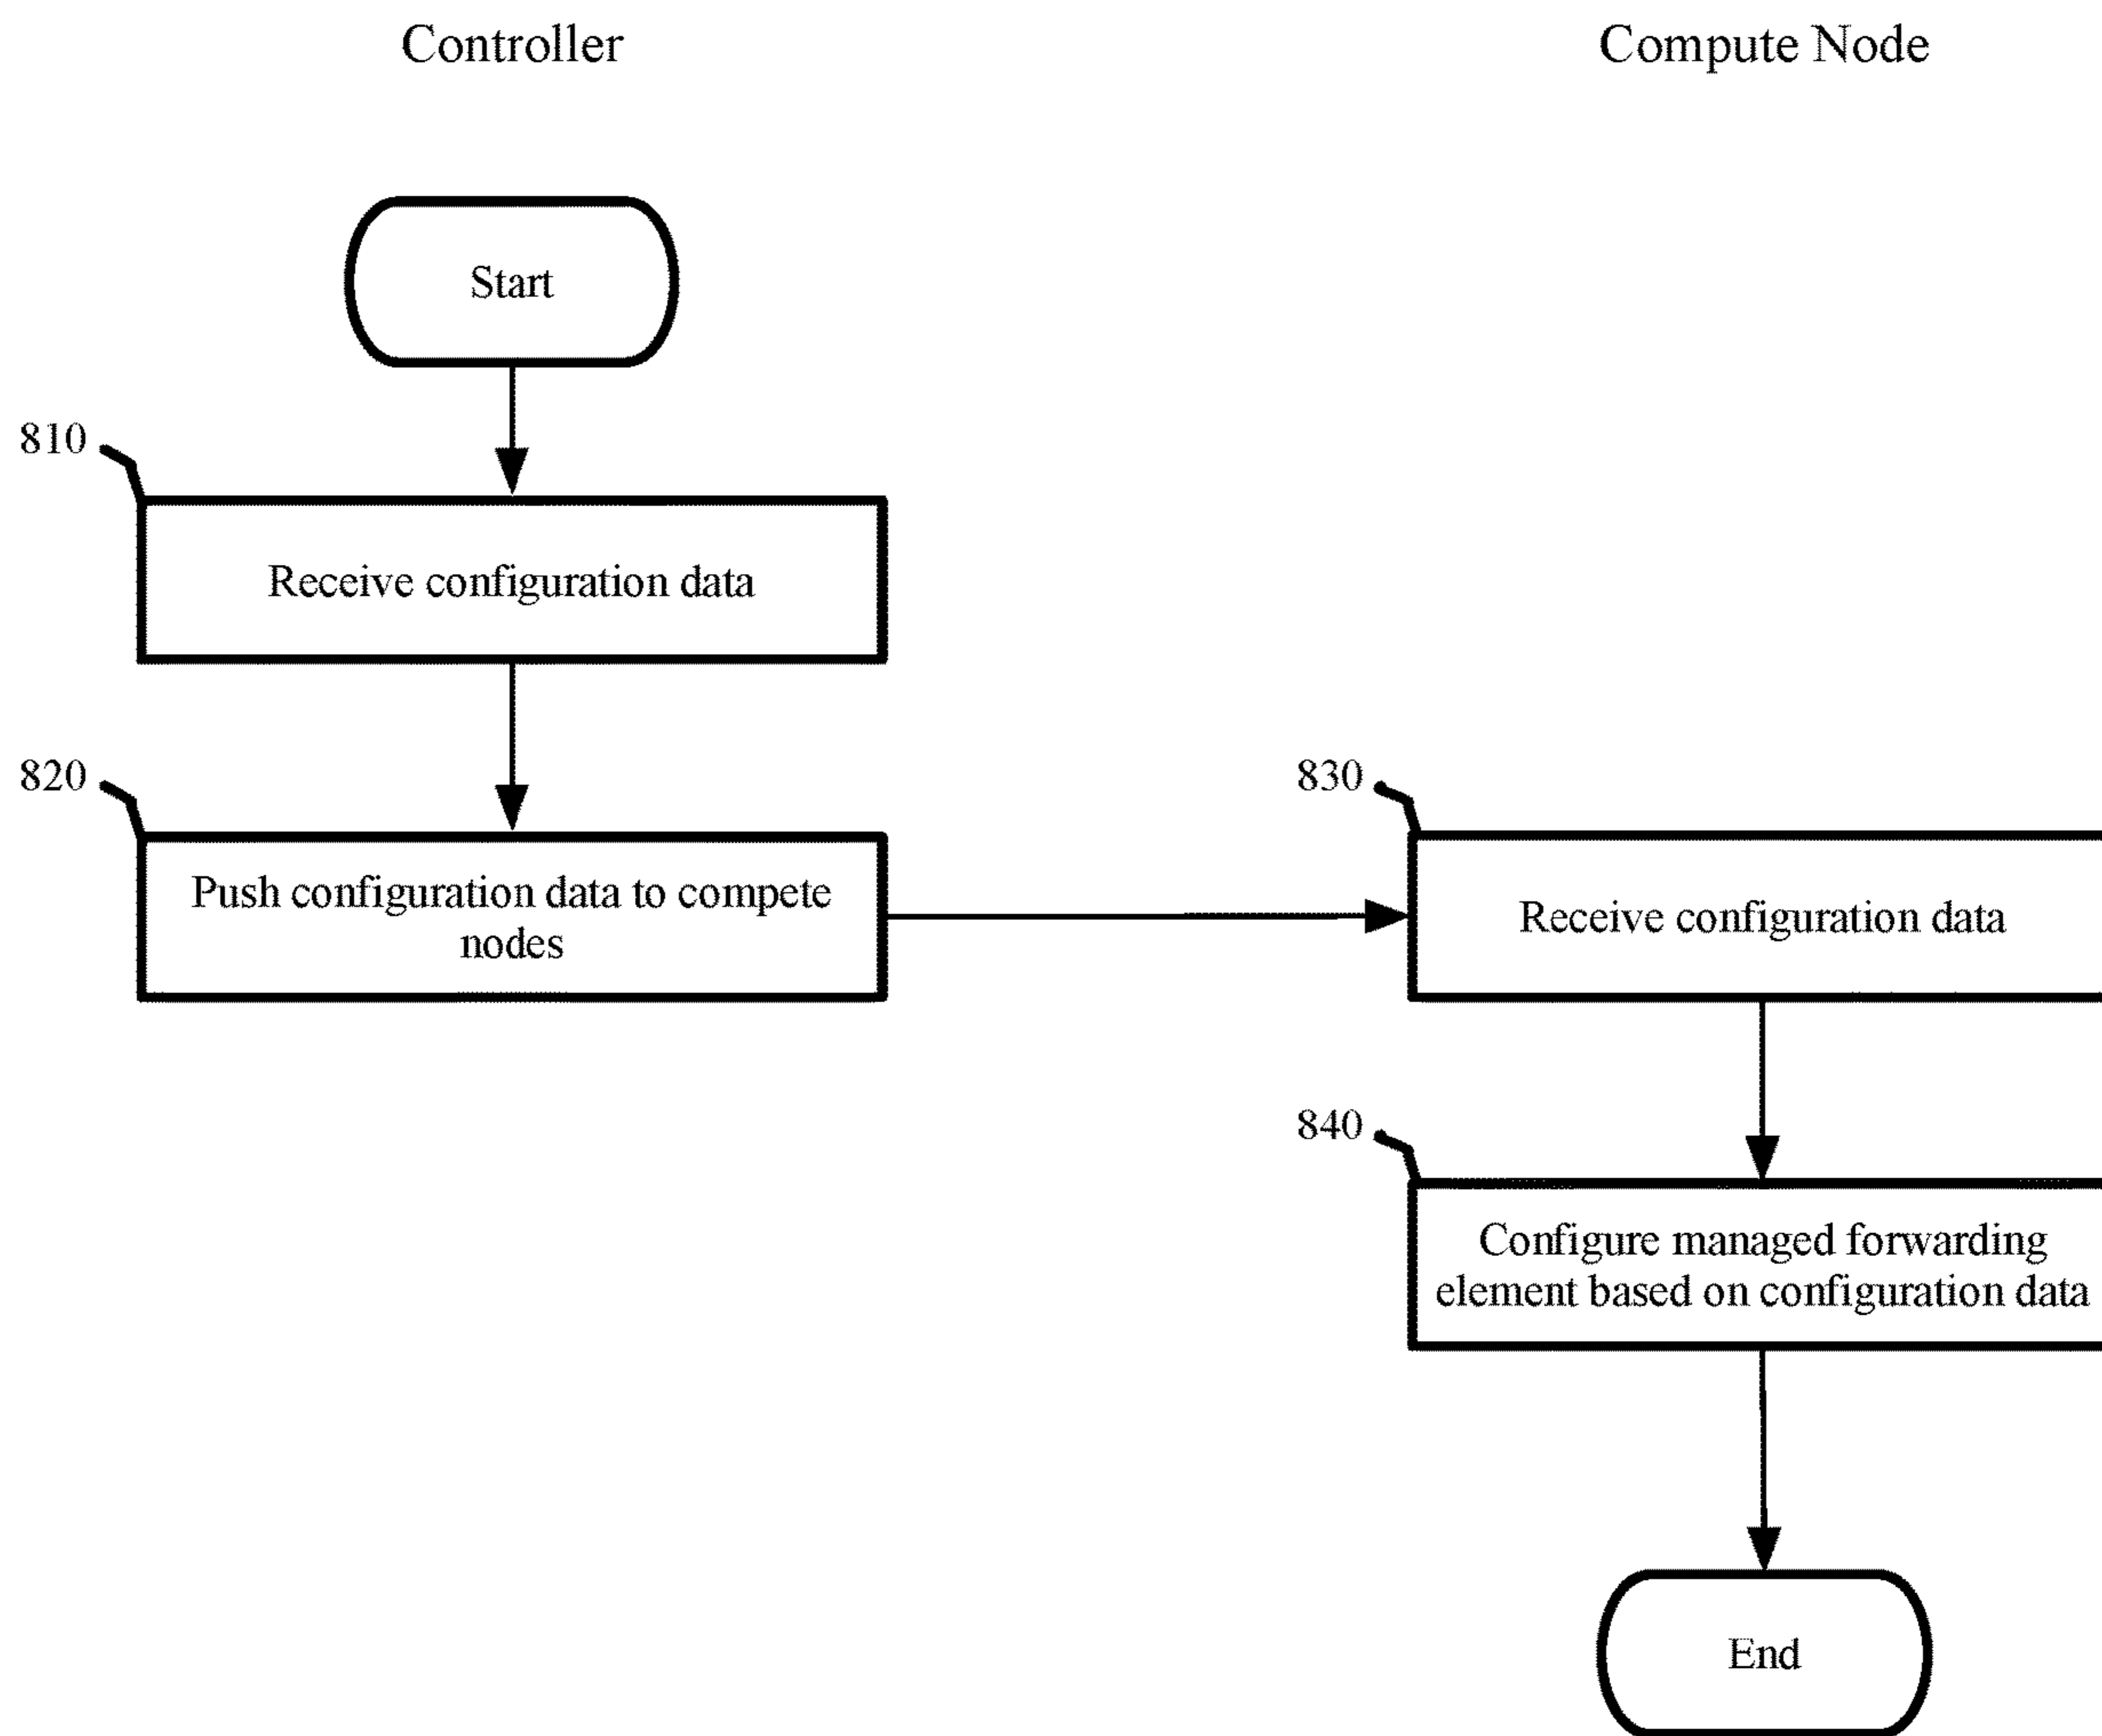 Controller
Compute Node
Start
810
Receive configuration data
820
Push configuration data to compete
nodes
830
Receive configuration data
840
Configure managed forwarding
element based on configuration data
End